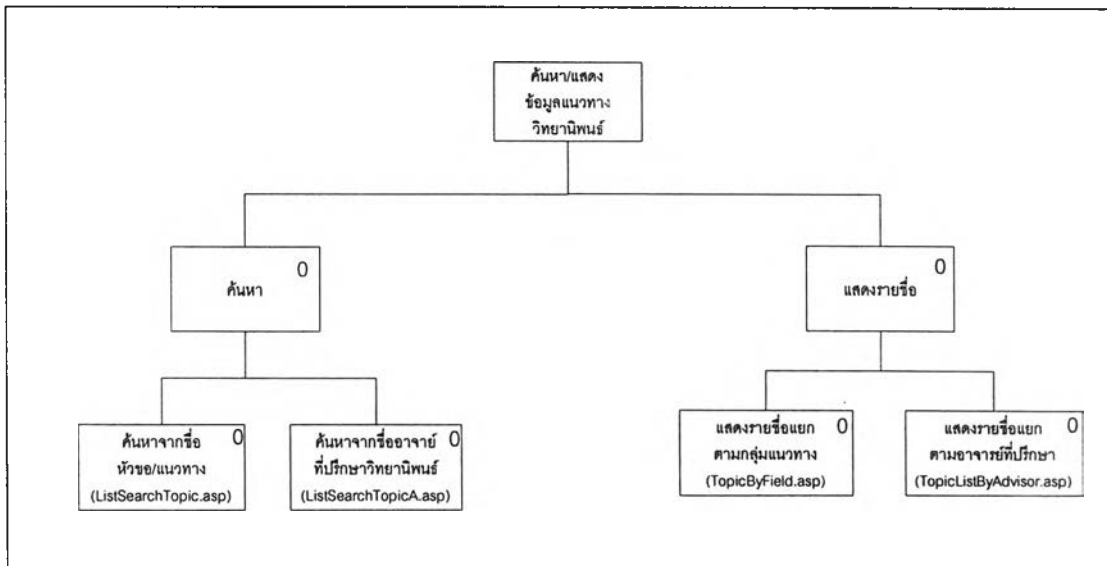 ค้นหา/แสดง
ข้อมูลแนวทาง
วิทยานิพนธ์
0
ค้นหา
0
แสดงรายชื่อ
ค้นหาจากชื่อ 0
หัวขอ/แนวทาง
(ListSearchTopic.asp)
ค้นหาจากชื่ออาจาย์ 0
ที่ปรึกษาวิทยานิพนธ์
(ListSearchTopicA.asp)
แสดงรายชื่อแยก 0
ตามกลุ่มแนวทาง
(TopicByField.asp)
แสดงรายชื่อแยก 0
ตามอาจารย์ที่ปรึกษา
(TopicListByAdvisor.asp)